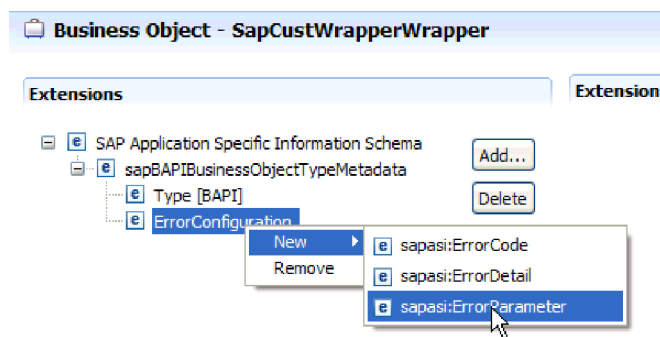 Business Object - SapCustWrapperWrapper
Extensions
Extension
SAP Application Specific Information Schema
Add...
sapBAPIBusinessObjectTypeMetadata
Type [BAPI]
Delete
ErrorConfiguration
New
sapasi:ErrorCode
Remove
sapasi:ErrorDetail
sapasi:ErrorParameter